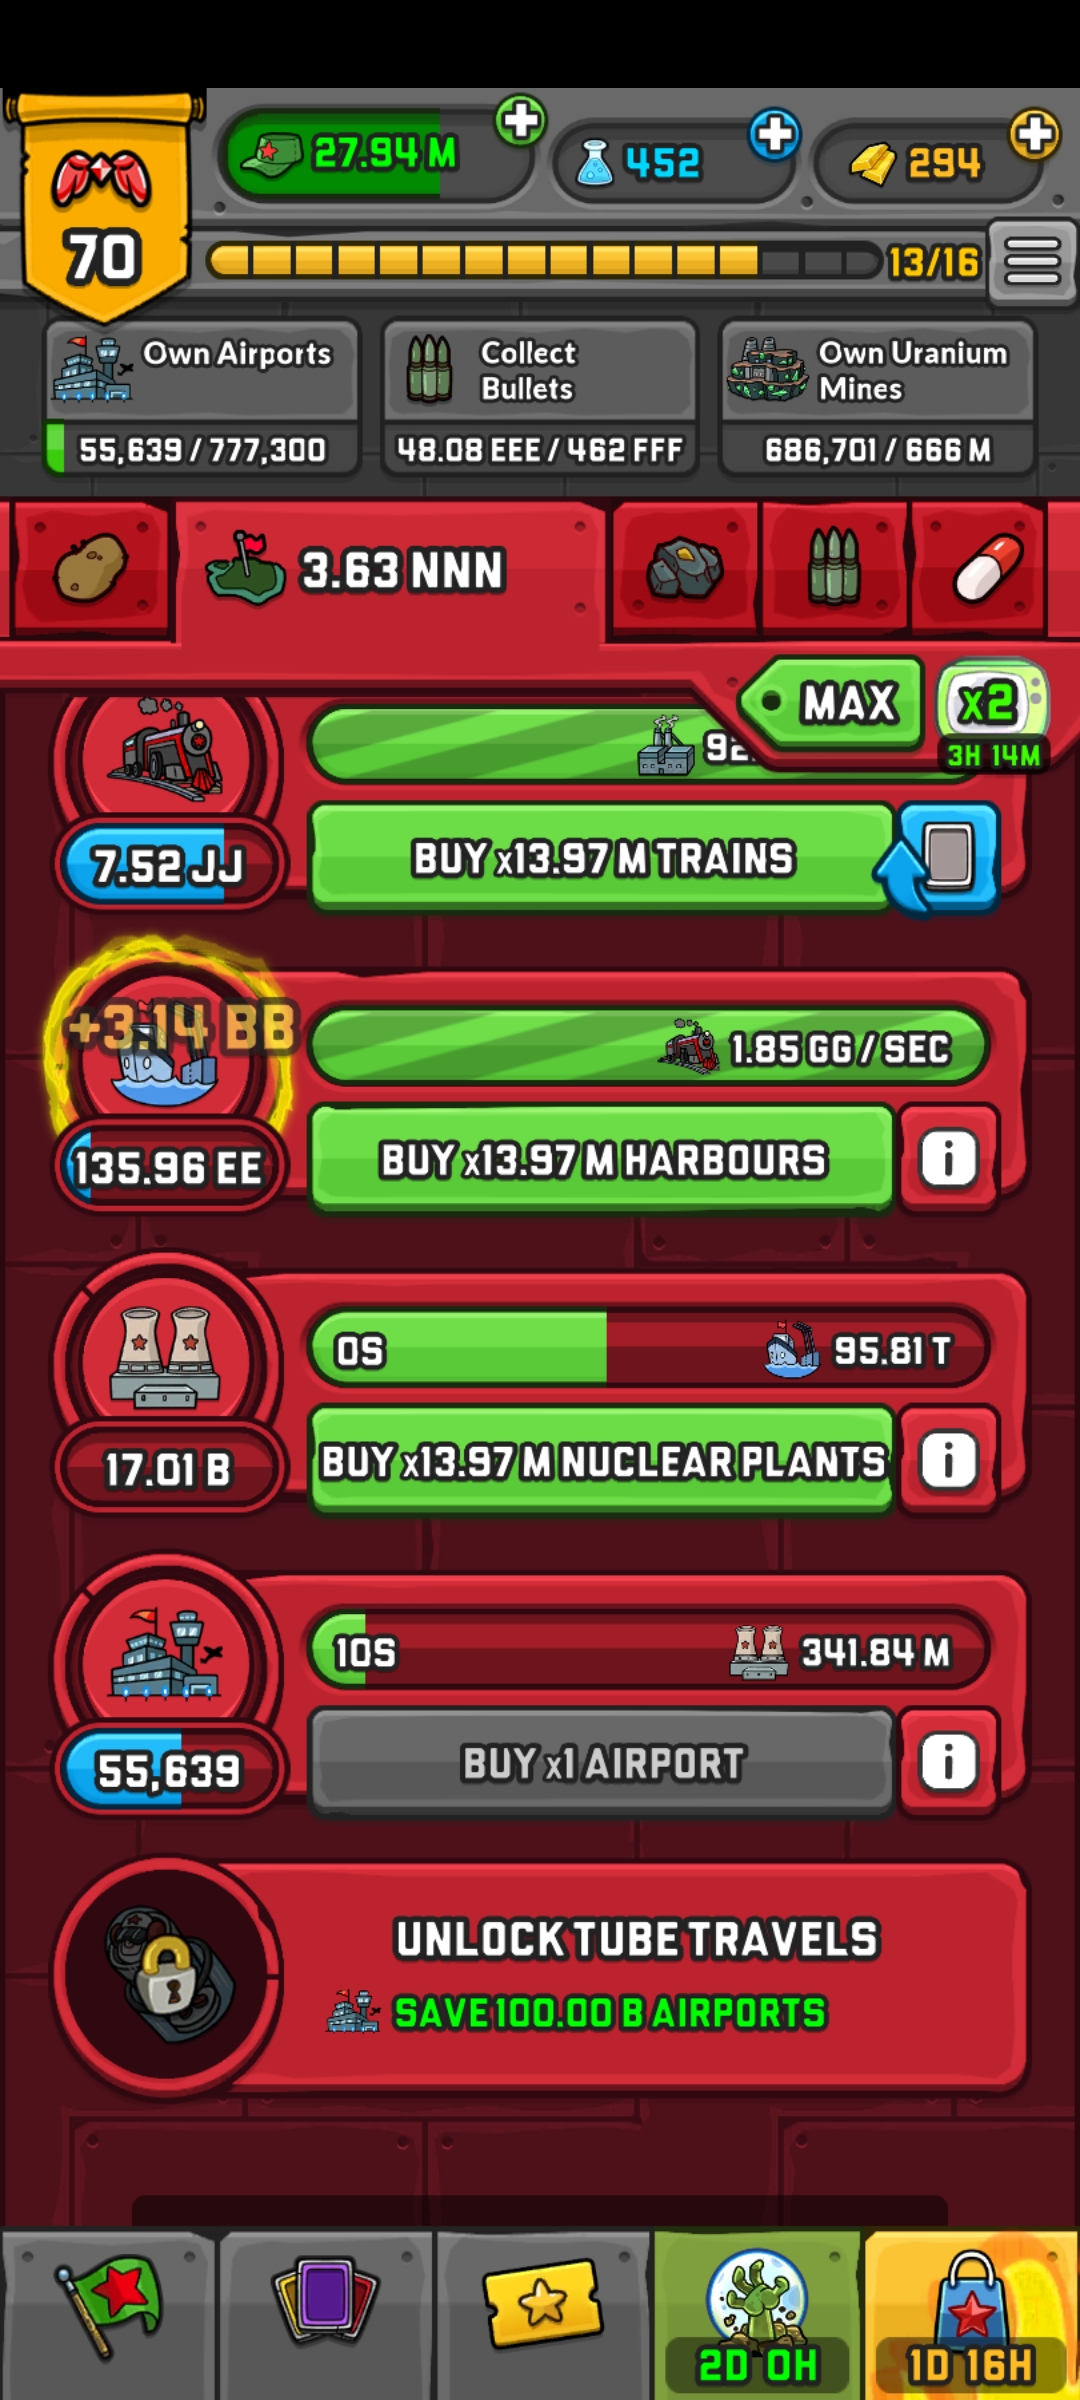 27.94 M
452
294
70
13/16
Own Airports
55,639 / 777,300
Collect
Bullets
48.08 EEE / 462 FFF
Own Uranium
Mines
686,701 / 666 M
3.63 NNN
MAX
x2
3H 14M
7.52 JJ
BUY x13.97 M TRAINS
+3.14 BB
1.85 GG / SEC
135.96 EE
BUY x13.97 M HARBOURS
0S
95.81 T
17.01 B
BUY x13.97 M NUCLEAR PLANTS
10S
341.84 M
55,639
BUY x1 AIRPORT
UNLOCK TUBE TRAVELS
SAVE 100.00 B AIRPORTS
2D 0H
1D 16H